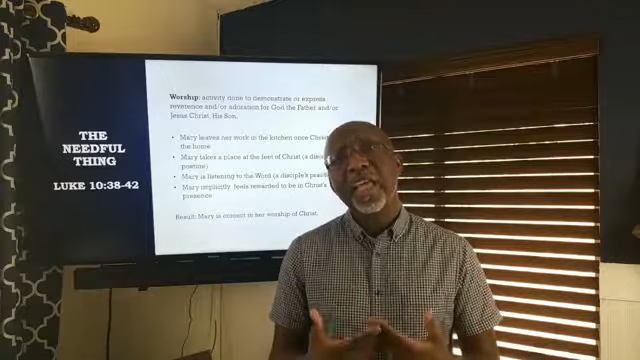 THE
NEEDFUL
THING
LUKE 10:38-42
Worship: activity done to demonstrate or express
reverence and/or adoration for God the Father and/or
Jesus Christ, His Son.
• Mary leaves her work in the kitchen once Christ
the home
• Mary takes a place at the feet of Christ (a
posture)
• Mary is listening to the Word (a disciple's
• Mary implicitly feels rewarded to be in Christ's
presence
Result: Mary is content in her worship of Christ.